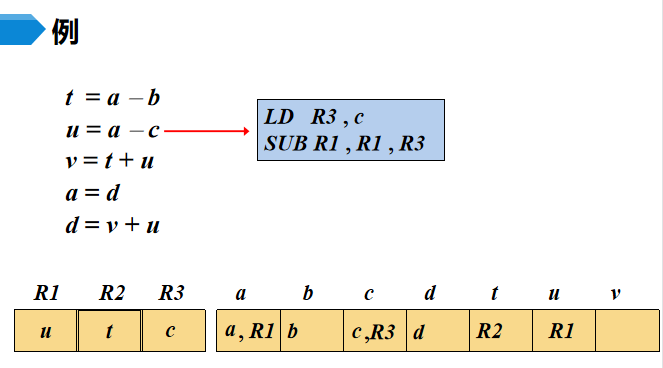 例
t = a – b
u = a – c
v = t + u
a = d
d = v + u
LD R3 , c
SUB R1 , R1 , R3
R1 R2 R3 a b c d t u v
u t c a , R1 b c ,R3 d R2 R1